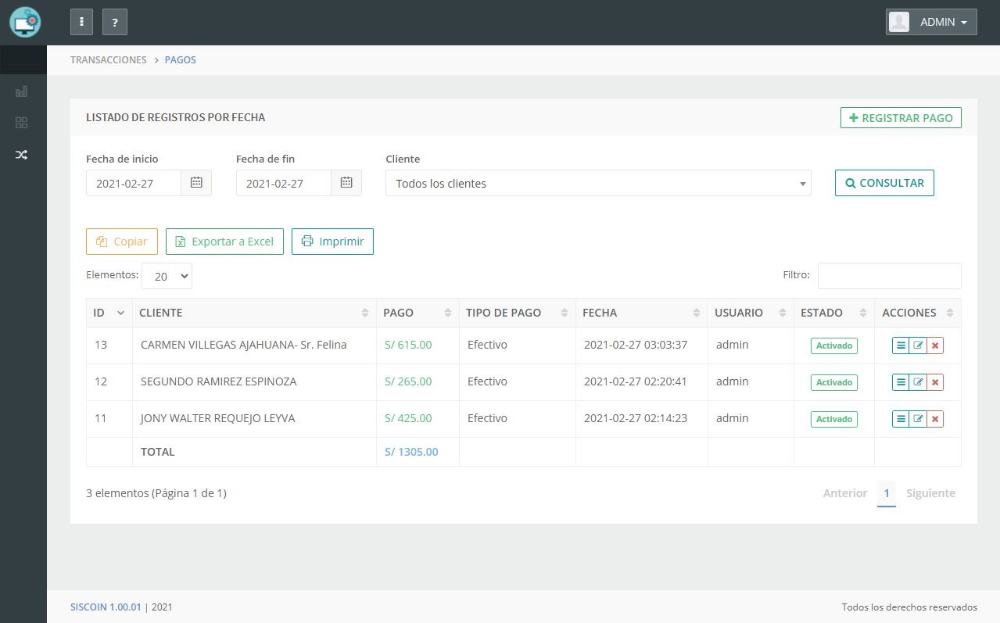 ?
ADMIN
TRANSACCIONES > PAGOS
LISTADO DE REGISTROS POR FECHA
REGISTRAR PAGO
Fecha de inicio Fecha de fin Cliente
2021-02-27 2021-02-27 Todos los clientes CONSULTAR
Copiar Exportar a Excel Imprimir
Elementos: 20 Filtro:
ID CLIENTE PAGO TIPO DE PAGO FECHA USUARIO ESTADO ACCIONES
13 CARMEN VILLEGAS AJAHUANA- Sr. Felina S/ 615.00 Efectivo 2021-02-27 03:03:37 admin Activado
12 SEGUNDO RAMIREZ ESPINOZA S/ 265.00 Efectivo 2021-02-27 02:20:41 admin Activado
11 JONY WALTER REQUEJO LEYVA S/ 425.00 Efectivo 2021-02-27 02:14:23 admin Activado
TOTAL S/ 1305.00
3 elementos (Página 1 de 1) Anterior 1 Siguiente
SISCOIN 1.00.01 | 2021 Todos los derechos reservados